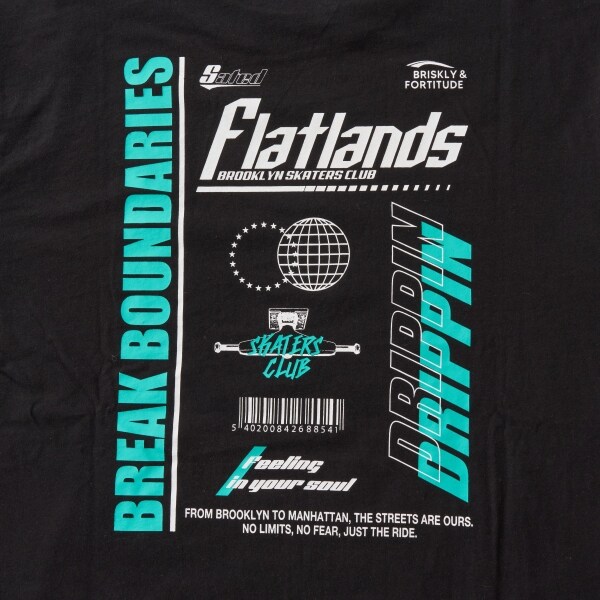 BREAK BOUNDARIES
Sated
BRISKLY &
FORTITUDE
Flatlands
BROOKLYN SKATERS CLUB
DRIPPIN
DRIPPIN
SKATERS
CLUB
5 40200842688541
Feeling
in your soul
FROM BROOKLYN TO MANHATTAN, THE STREETS ARE OURS.
NO LIMITS, NO FEAR, JUST THE RIDE.